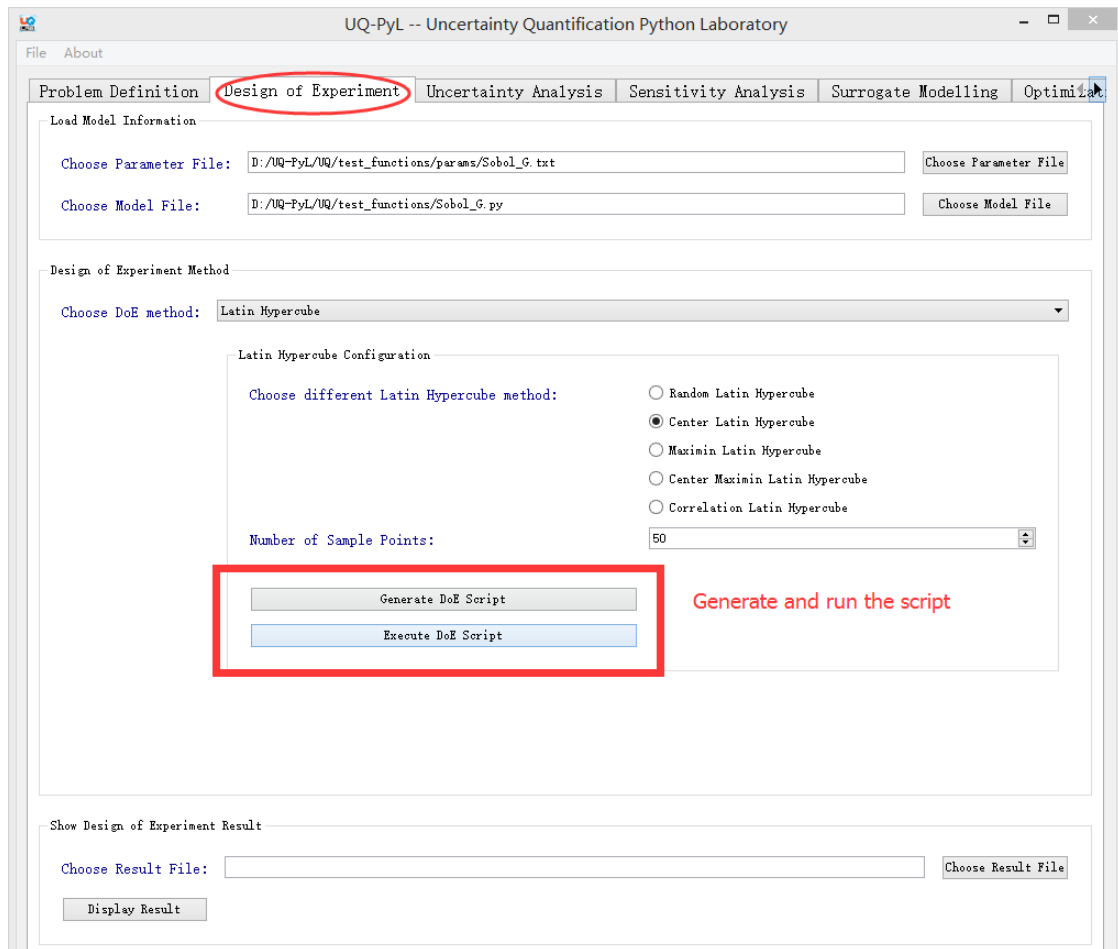 UQ-PyL -- Uncertainty Quantification Python Laboratory
File About
Problem Definition Design of Experiment Uncertainty Analysis Sensitivity Analysis Surrogate Modelling Optimizat
Load Model Information
Choose Parameter File: D:/UQ-PyL/UQ/test_functions/params/Sobol_G.txt Choose Parameter File
Choose Model File: D:/UQ-PyL/UQ/test_functions/Sobol_G.py Choose Model File
Design of Experiment Method
Choose DoE method: Latin Hypercube
Latin Hypercube Configuration
Choose different Latin Hypercube method: Random Latin Hypercube
Center Latin Hypercube
Maximin Latin Hypercube
Center Maximin Latin Hypercube
Correlation Latin Hypercube
Number of Sample Points: 50
Generate DoE Script
Generate and run the script
Execute DoE Script
Show Design of Experiment Result
Choose Result File: Choose Result File
Display Result